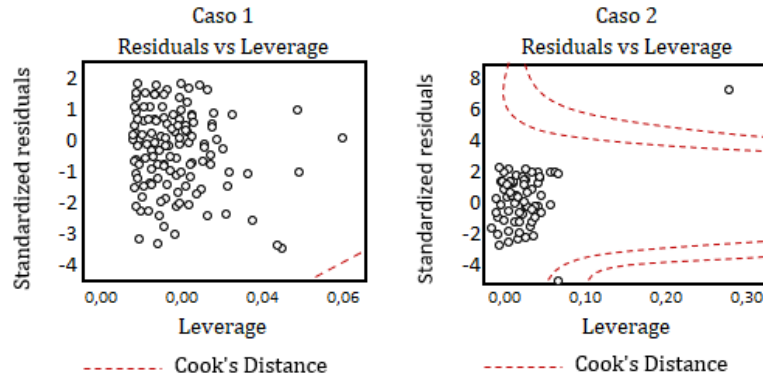 Caso 1
Residuals vs Leverage
Standardized residuals
2
1
0
-1
-2
-3
-4
0,00 0,00 0,04 0,06
Leverage
Cook's Distance
Caso 2
Residuals vs Leverage
Standardized residuals
8
6
4
2
0
-2
-4
0,00 0,10 0,20 0,30
Leverage
Cook's Distance